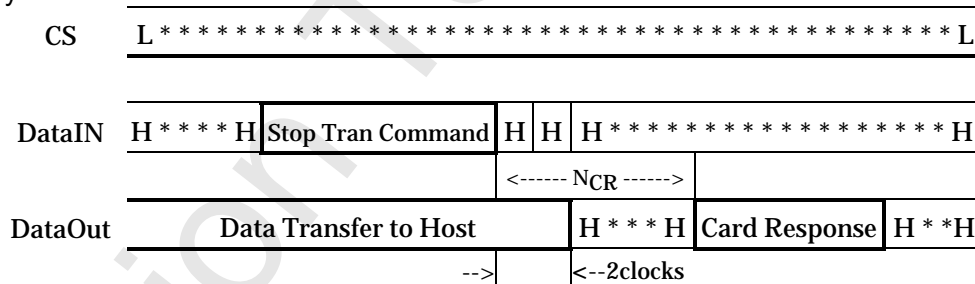 CS L * * * * * * * * * * * * * * * * * * * * * * * * * * * * * * * * * * * * * * * * * * L
DataIN H * * * * H Stop Tran Command H H H * * * * * * * * * * * * * * * * * * H
<------ NCR ------>
DataOut Data Transfer to Host H * * * H Card Response H * *H
--> <--2clocks